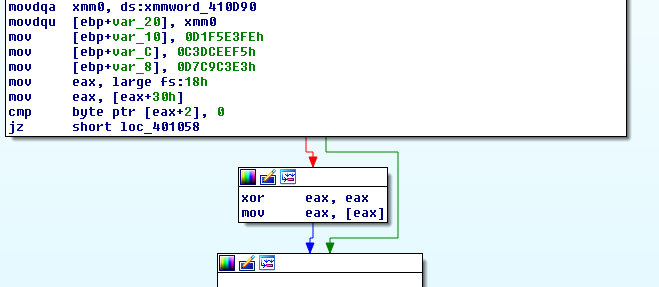 movdqa xmm0, ds:xmmword_410D90
movdqu [ebp+var_20], xmm0
mov [ebp+var_10], 0D1F5E3FEh
mov [ebp+var_C], 0C3DCEEF5h
mov [ebp+var_8], 0D7C9C3E3h
mov eax, large fs:18h
mov eax, [eax+30h]
cmp byte ptr [eax+2], 0
jz short loc_401058
xor eax, eax
mov eax, [eax]